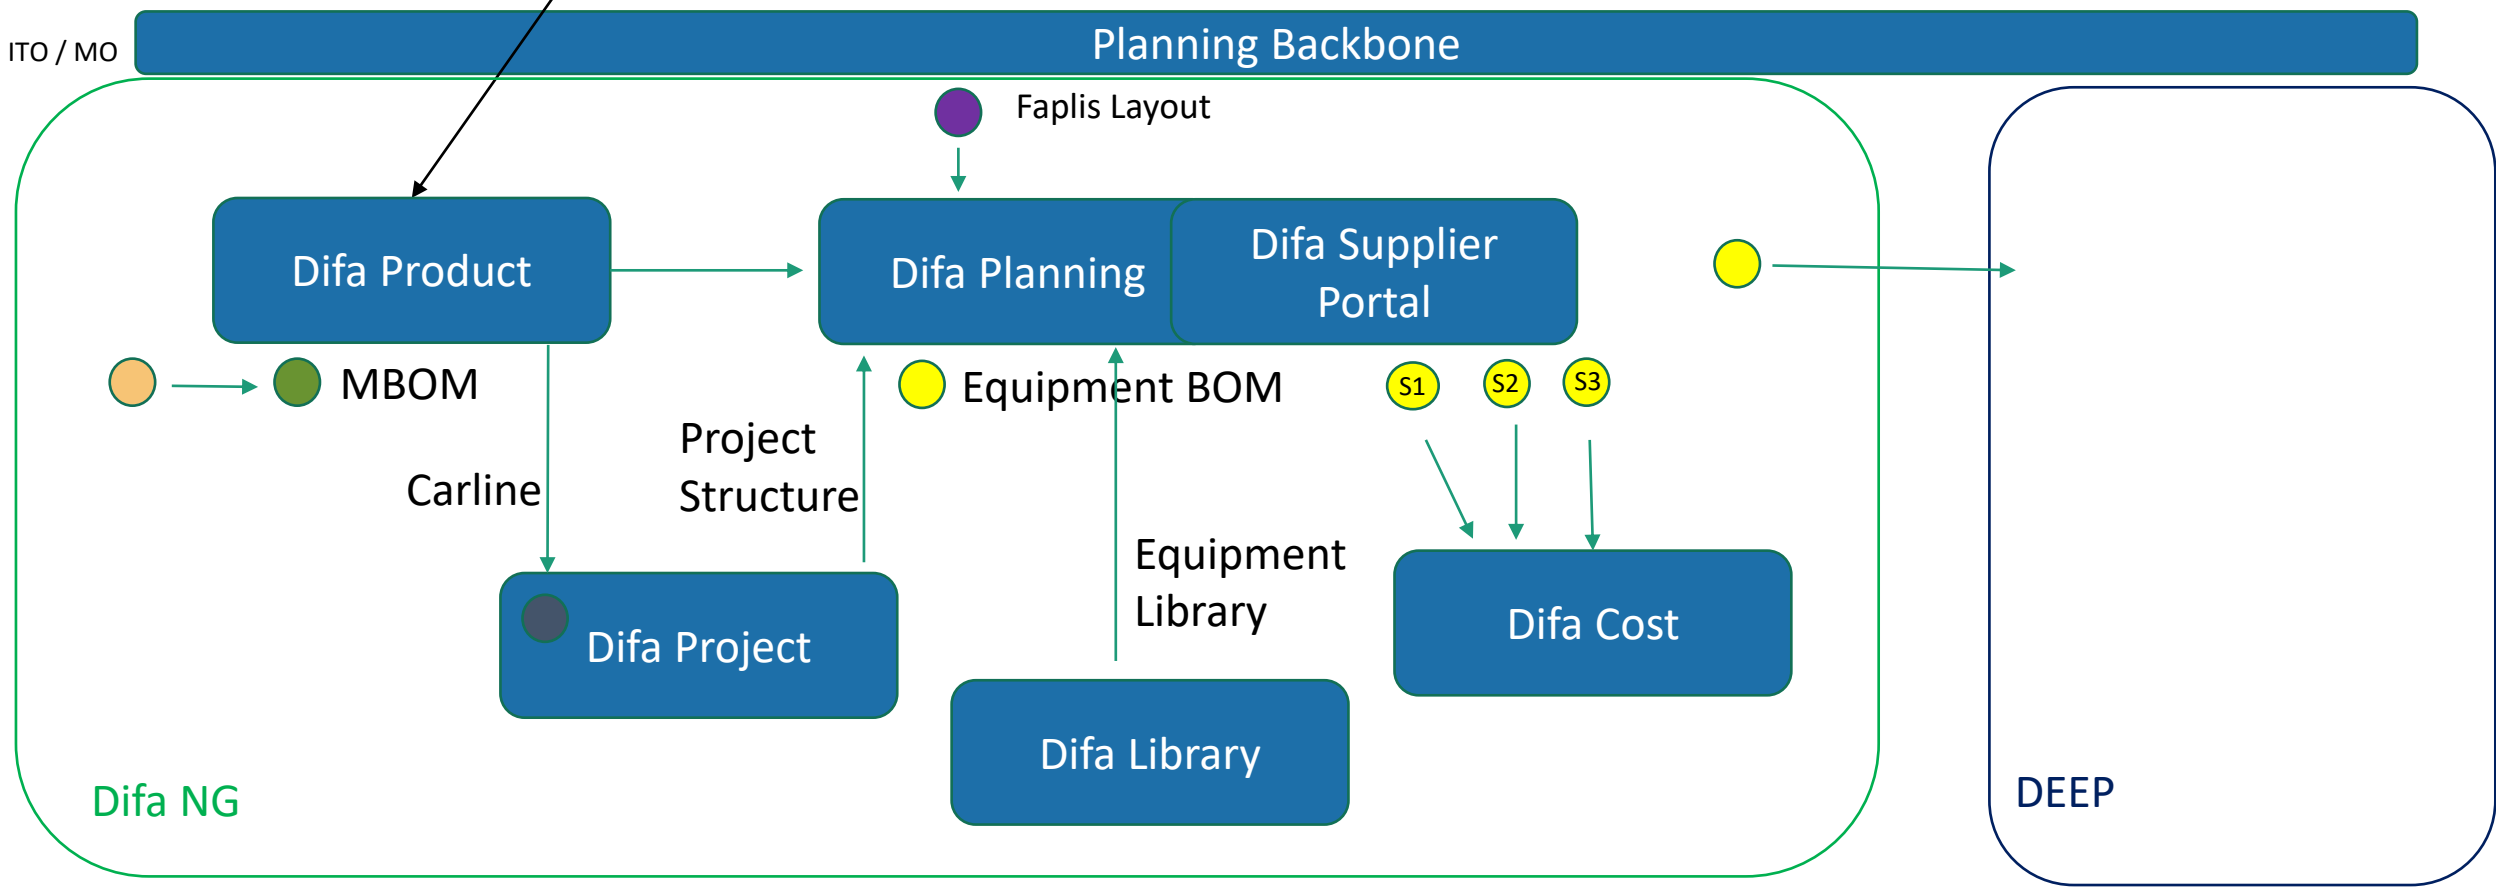 Planning Backbone
ITO / MO
Faplis Layout
Difa Product
Difa Planning
Difa Supplier
Portal
MBOM
Equipment BOM
S1
S2
S3
Project
Structure
Carline
Equipment
Library
Difa Project
Difa Cost
Difa Library
Difa NG
DEEP